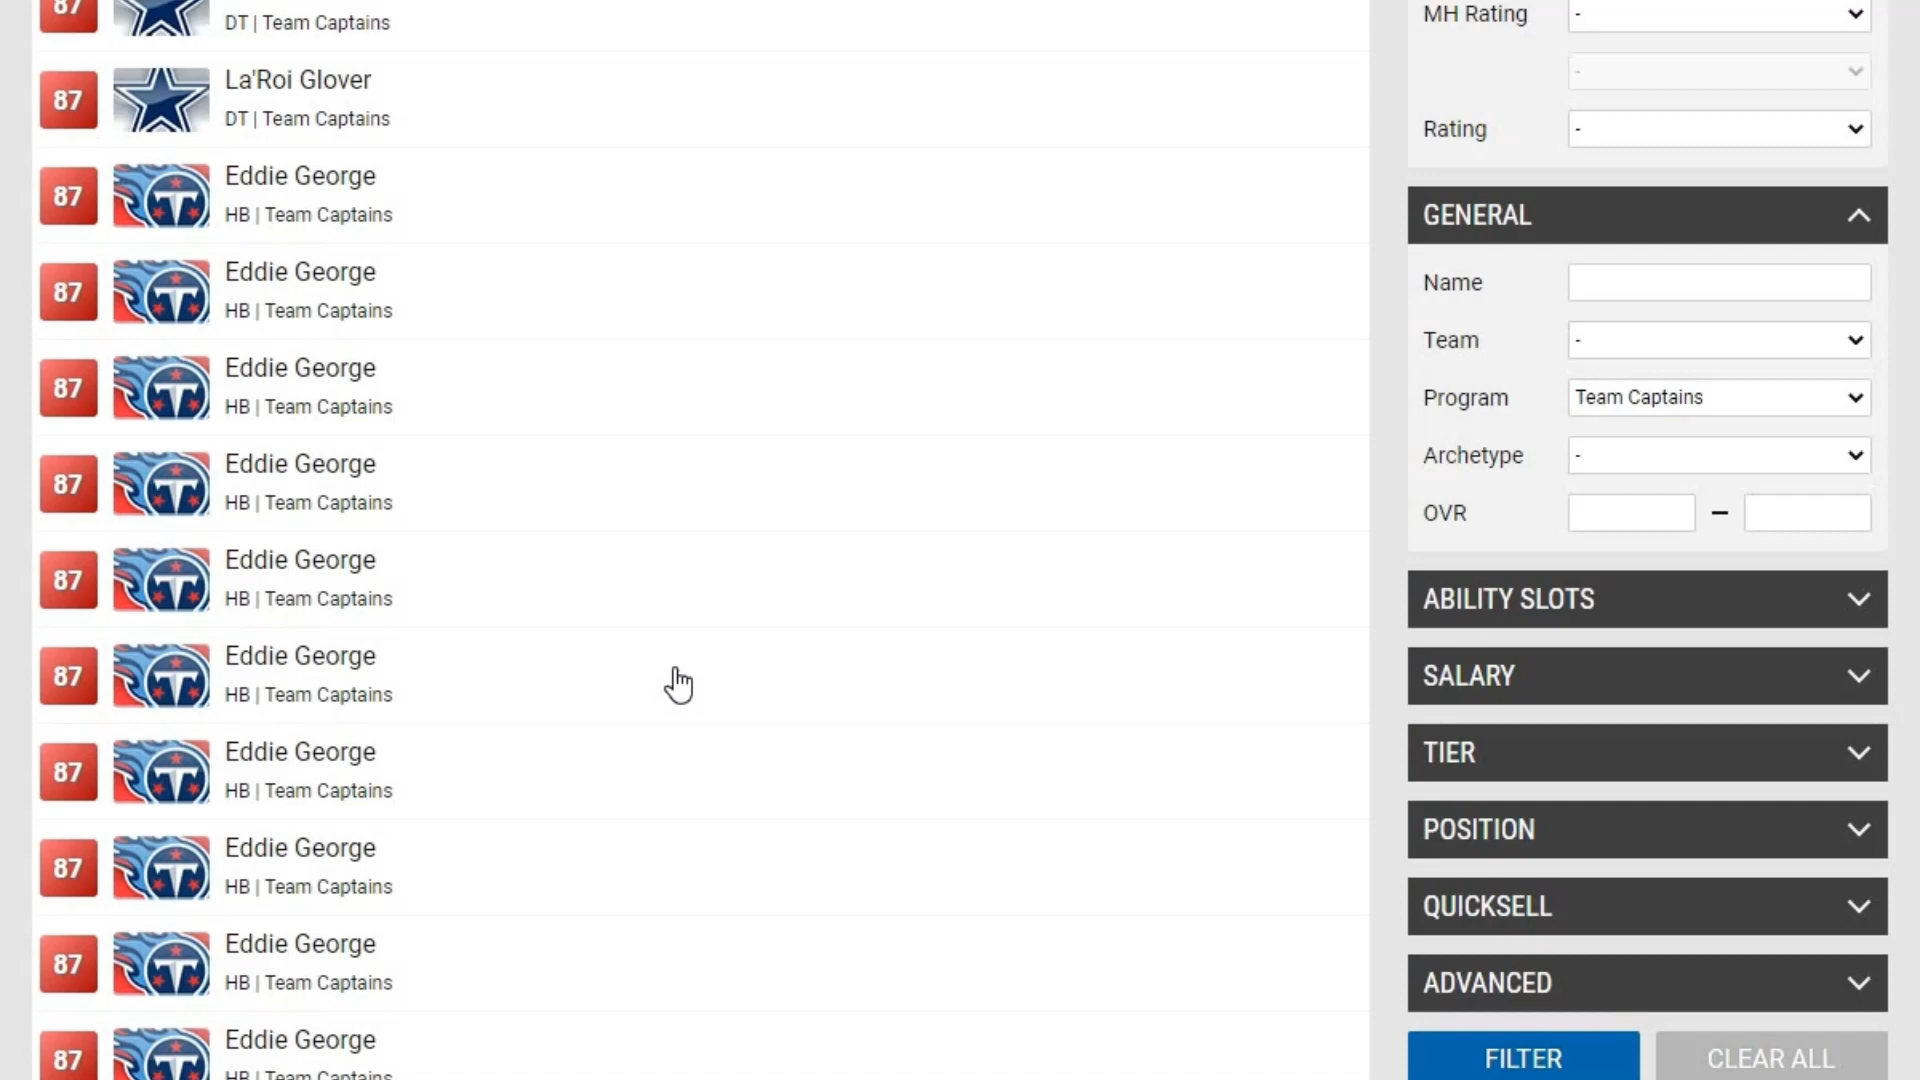 87
DT | Team Captains
87
La'Roi Glover
DT | Team Captains
87
Eddie George
HB | Team Captains
87
Eddie George
HB | Team Captains
87
Eddie George
HB | Team Captains
87
Eddie George
HB | Team Captains
87
Eddie George
HB | Team Captains
87
Eddie George
HB | Team Captains
87
Eddie George
HB | Team Captains
87
Eddie George
HB | Team Captains
87
Eddie George
HB | Team Captains
87
Eddie George
HB | Team Captains
MH Rating -
-
Rating -
GENERAL
Name
Team -
Program Team Captains
Archetype -
OVR –
ABILITY SLOTS
SALARY
TIER
POSITION
QUICKSELL
ADVANCED
FILTER CLEAR ALL